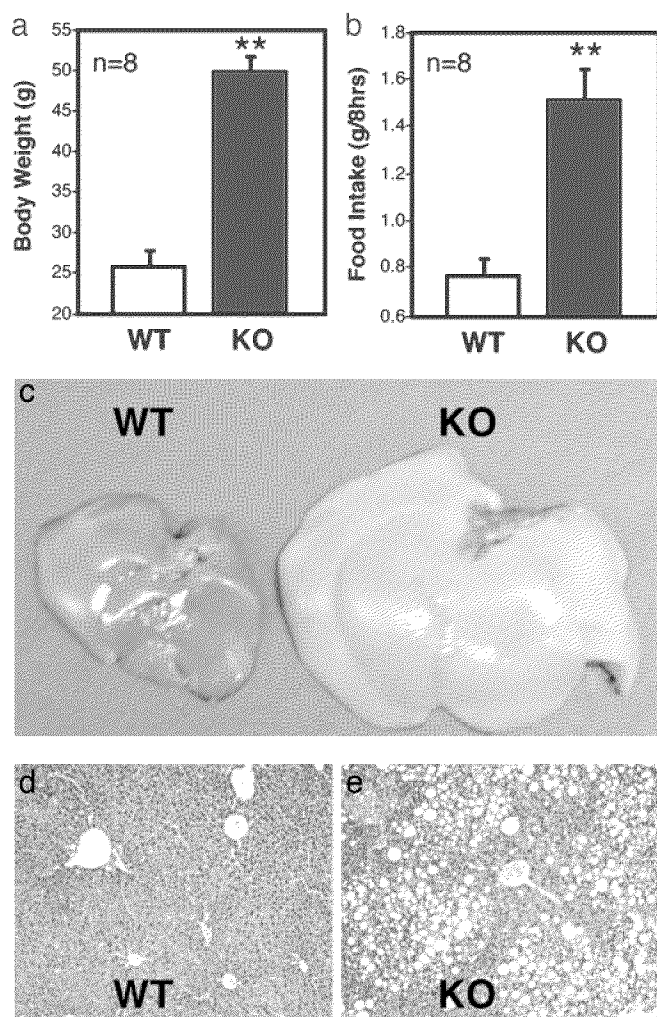 a
Body Weight (g)
55
50
45
40
35
30
25
20
n=8
**
WT
KO
b
Food Intake (g/8hrs)
1.8
1.6
1.4
1.2
1.0
0.8
0.6
n=8
**
WT
KO
c
WT
KO
d
WT
e
KO